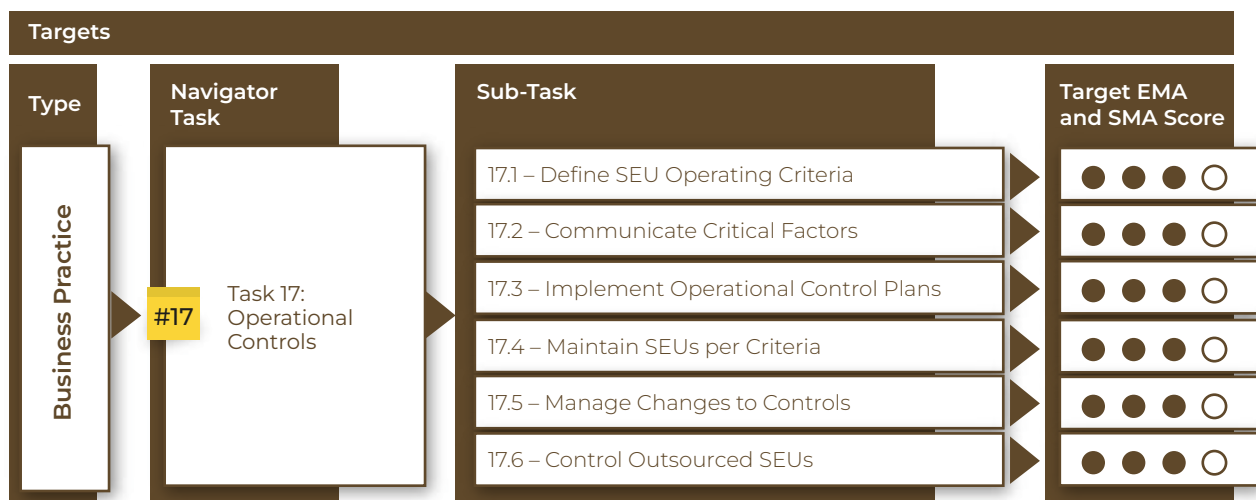 Targets
Type
Navigator
Task
Sub-Task
Target EMA
and SMA Score
Business Practice
#17
Task 17:
Operational
Controls
17.1 – Define SEU Operating Criteria
17.2 – Communicate Critical Factors
17.3 – Implement Operational Control Plans
17.4 – Maintain SEUs per Criteria
17.5 – Manage Changes to Controls
17.6 – Control Outsourced SEUs